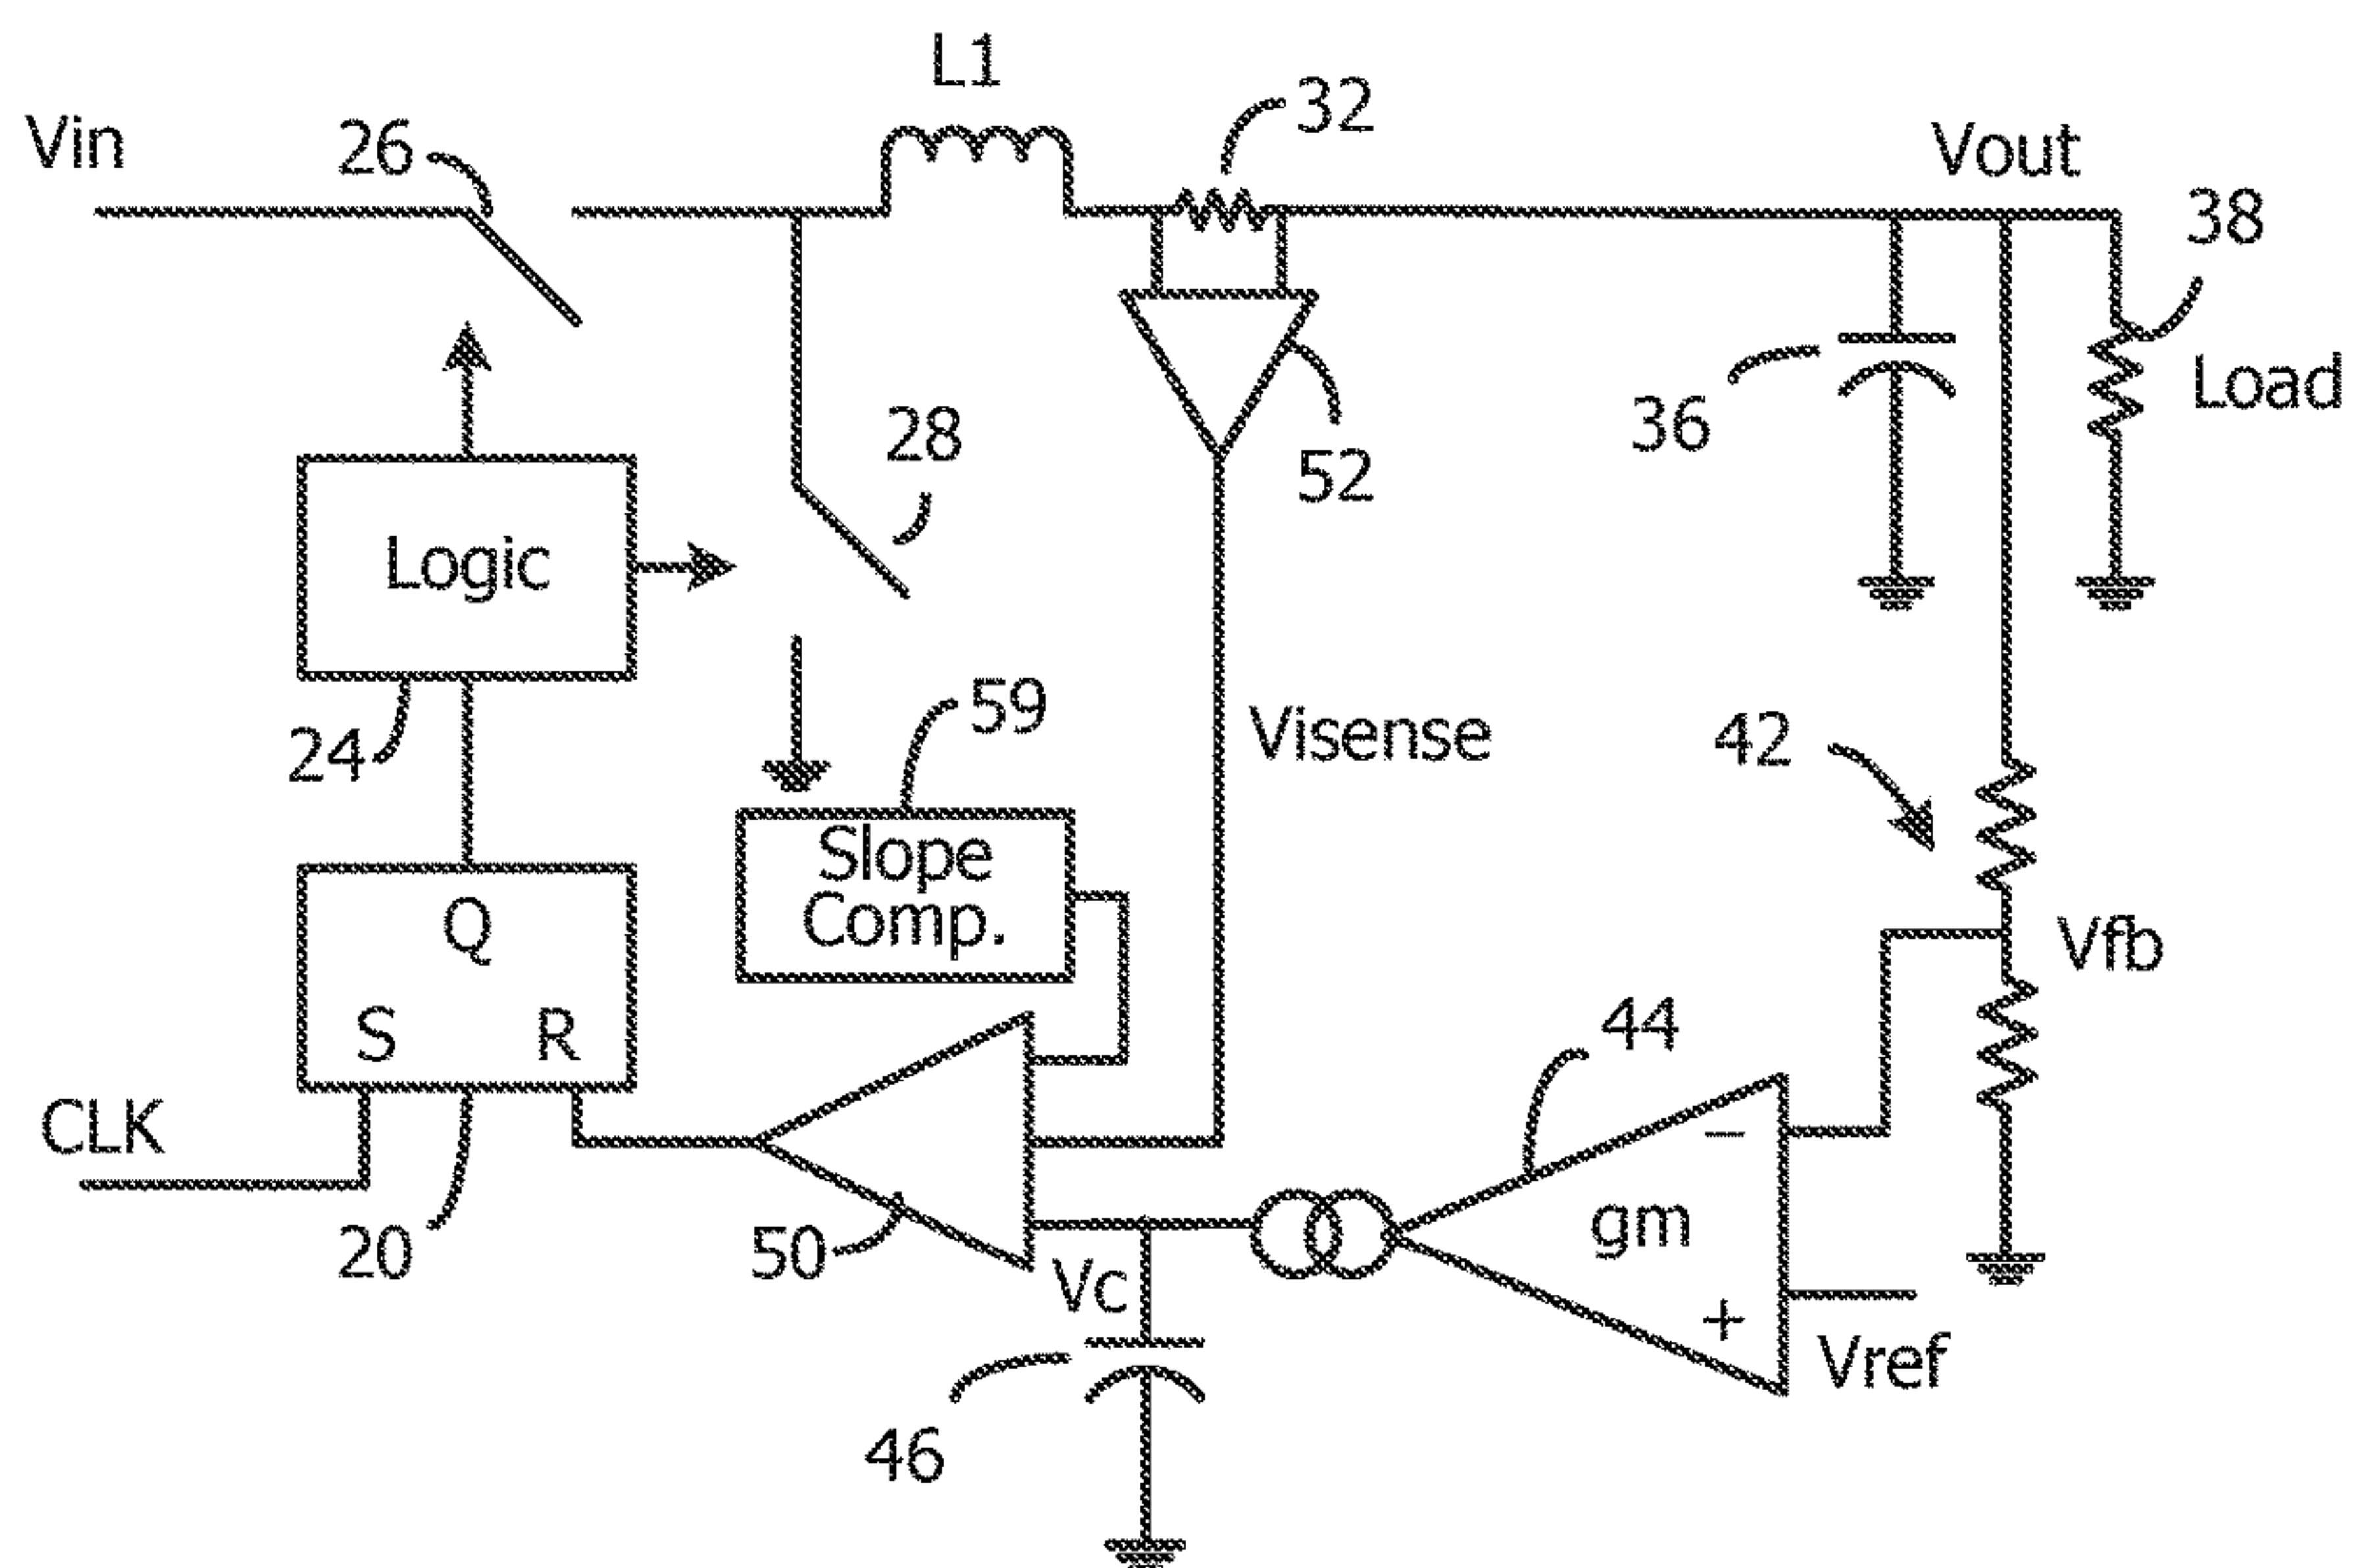 L1
32
Vin
26
Vout
38
Load
28
36
52
Logic
59
24
Visense
42
Slope
Comp.
Q
Vfb
S
R
44
CLK
−
gm
20
50
Vc
+
Vref
46